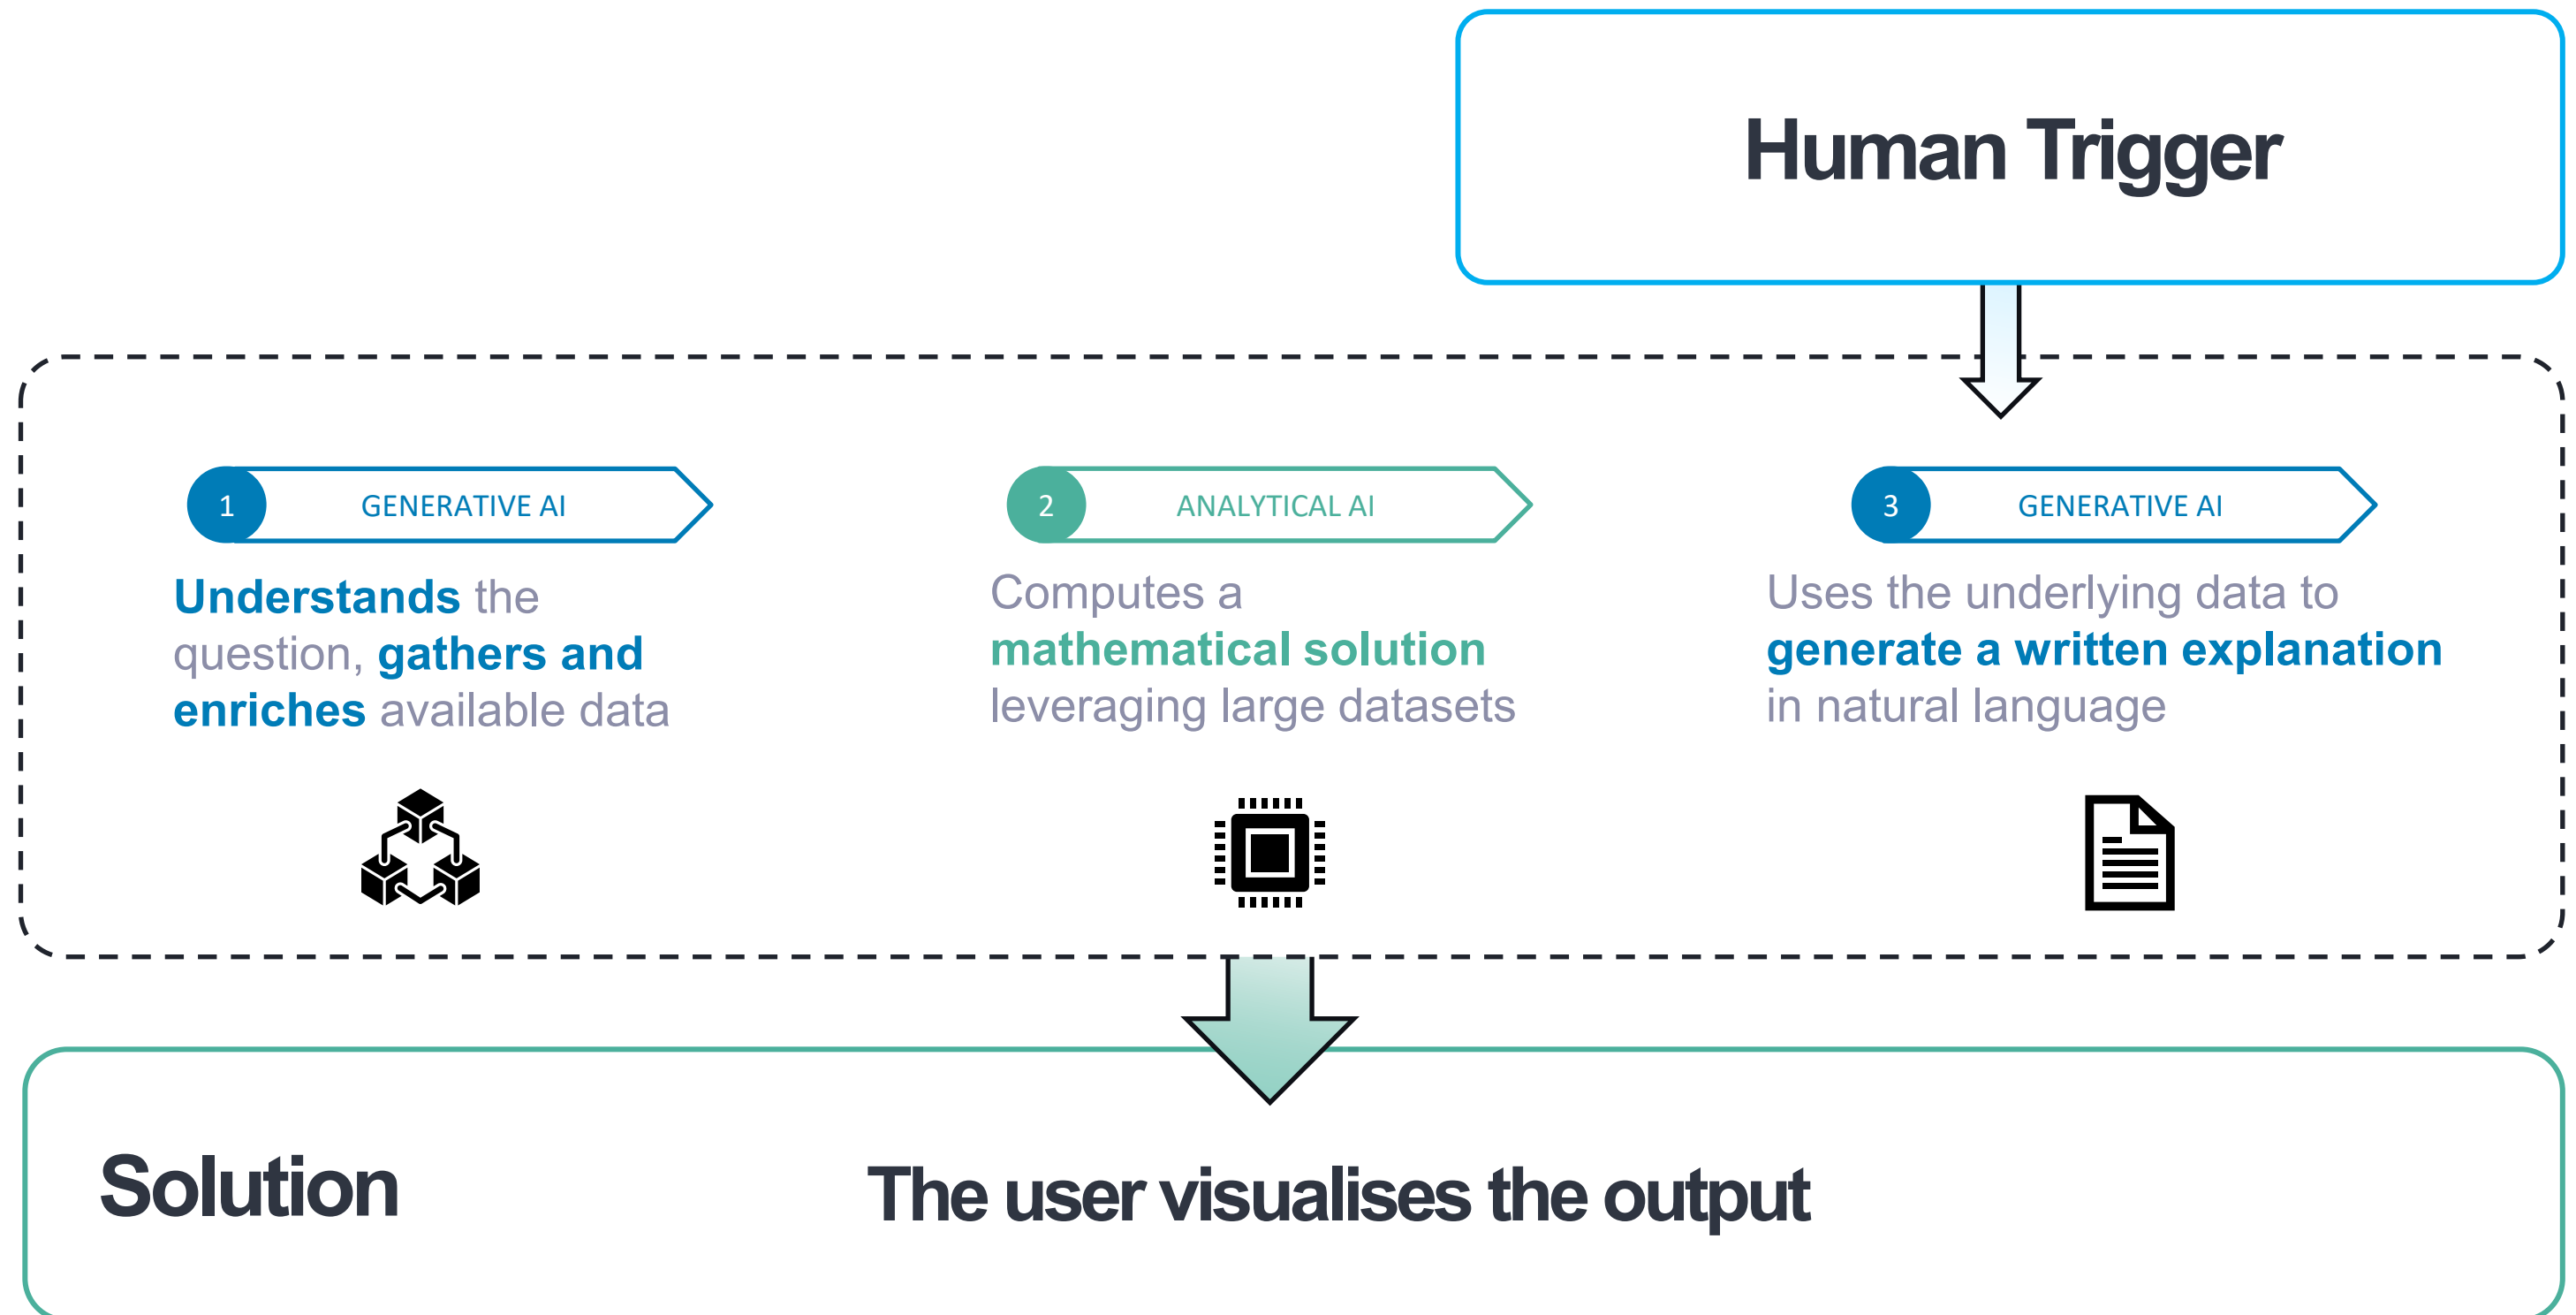 Human Trigger
1 GENERATIVE AI
Understands the
question, gathers and
enriches available data
2 ANALYTICAL AI
Computes a
mathematical solution
leveraging large datasets
3 GENERATIVE AI
Uses the underlying data to
generate a written explanation
in natural language
Solution
The user visualises the output